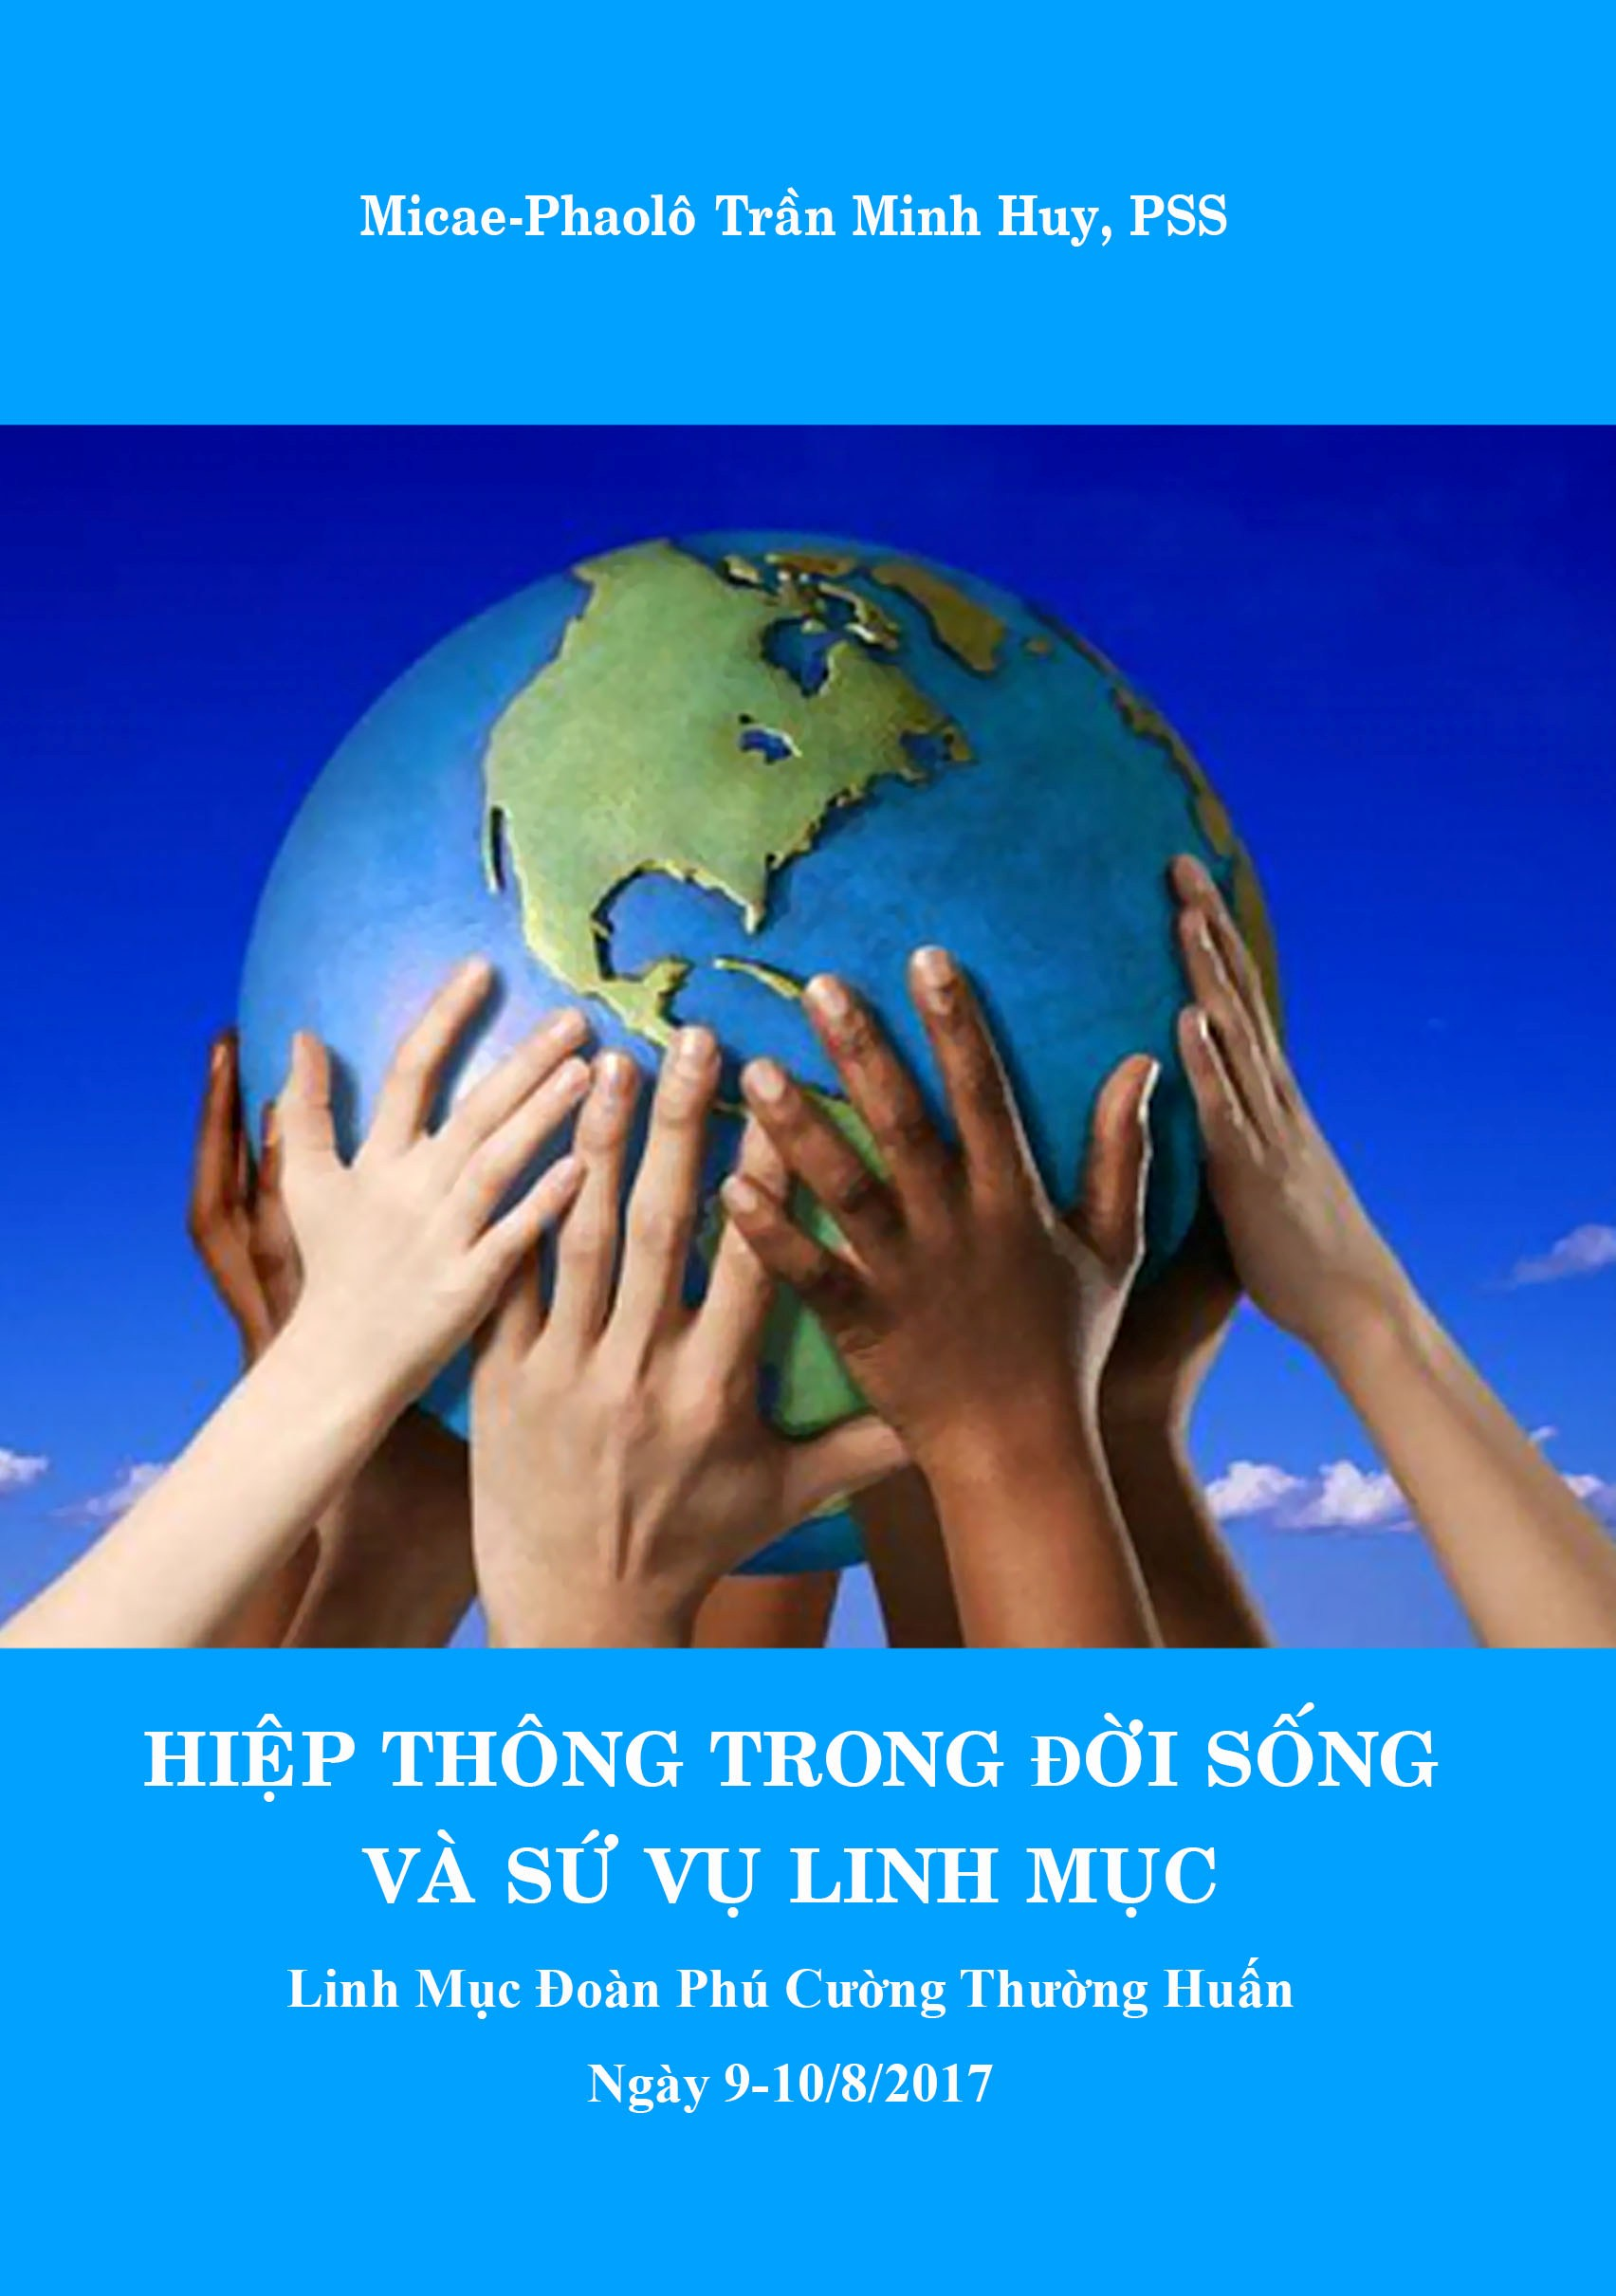 Micae-Phaolô Trần Minh Huy, PSS
HIỆP THÔNG TRONG ĐỜI SỐNG
VÀ SỨ VỤ LINH MỤC
Linh Mục Đoàn Phú Cường Thường Huấn
Ngày 9-10/8/2017